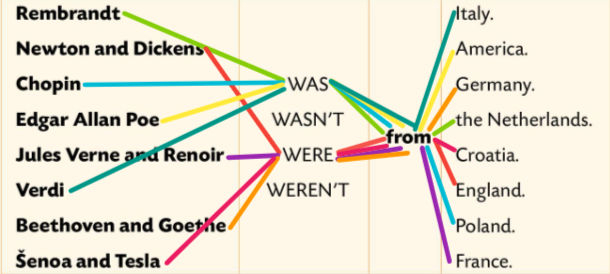 Rembrandt
Newton and Dickens
Chopin
Edgar Allan Poe
Jules Verne and Renoir
Verdi
Beethoven and Goethe
Šenoa and Tesla
WAS
WASN'T
WERE
WEREN'T
from
Italy.
America.
Germany.
the Netherlands.
Croatia.
England.
Poland.
France.